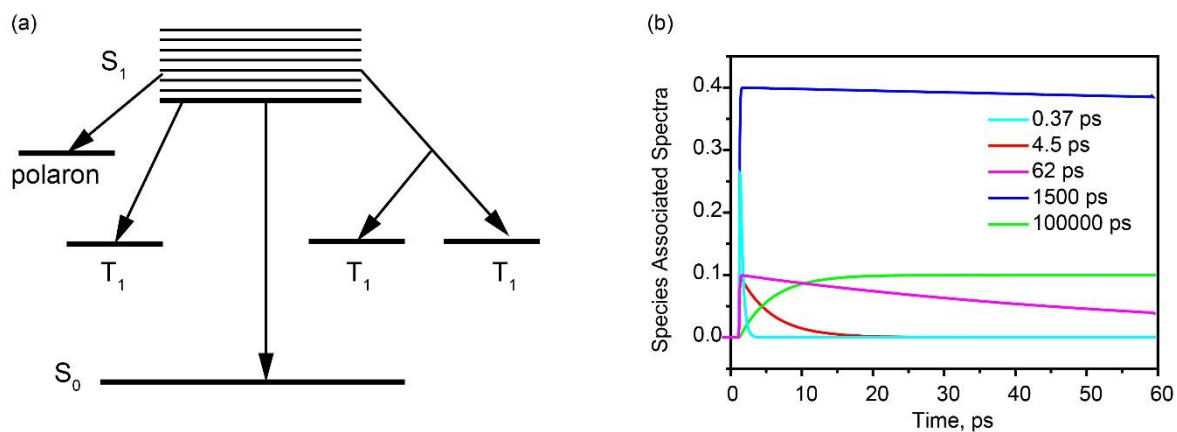 (a)
S₁
polaron
T₁
T₁
T₁
S₀
(b)
Species Associated Spectra
0.4
0.3
0.2
0.1
0.0
0.37 ps
4.5 ps
62 ps
1500 ps
100000 ps
0 10 20 30 40 50 60
Time, ps